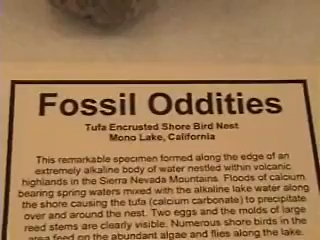 Fossil Oddities
Tufa Encrusted Shore Bird Nest
Mono Lake, California
This remarkable specimen formed along the edge of an
extremely alkaline body of water nestled within volcanic
highlands in the Sierra Nevada Mountains. Floods of calcium
bearing spring waters mixed with the alkaline lake water along
the shore causing the tufa (calcium carbonate) to precipitate
over and around the nest. Two eggs and the molds of large
reed stems are clearly visible. Numerous shore birds in the
area feed on the abundant algae and flies along the lake.